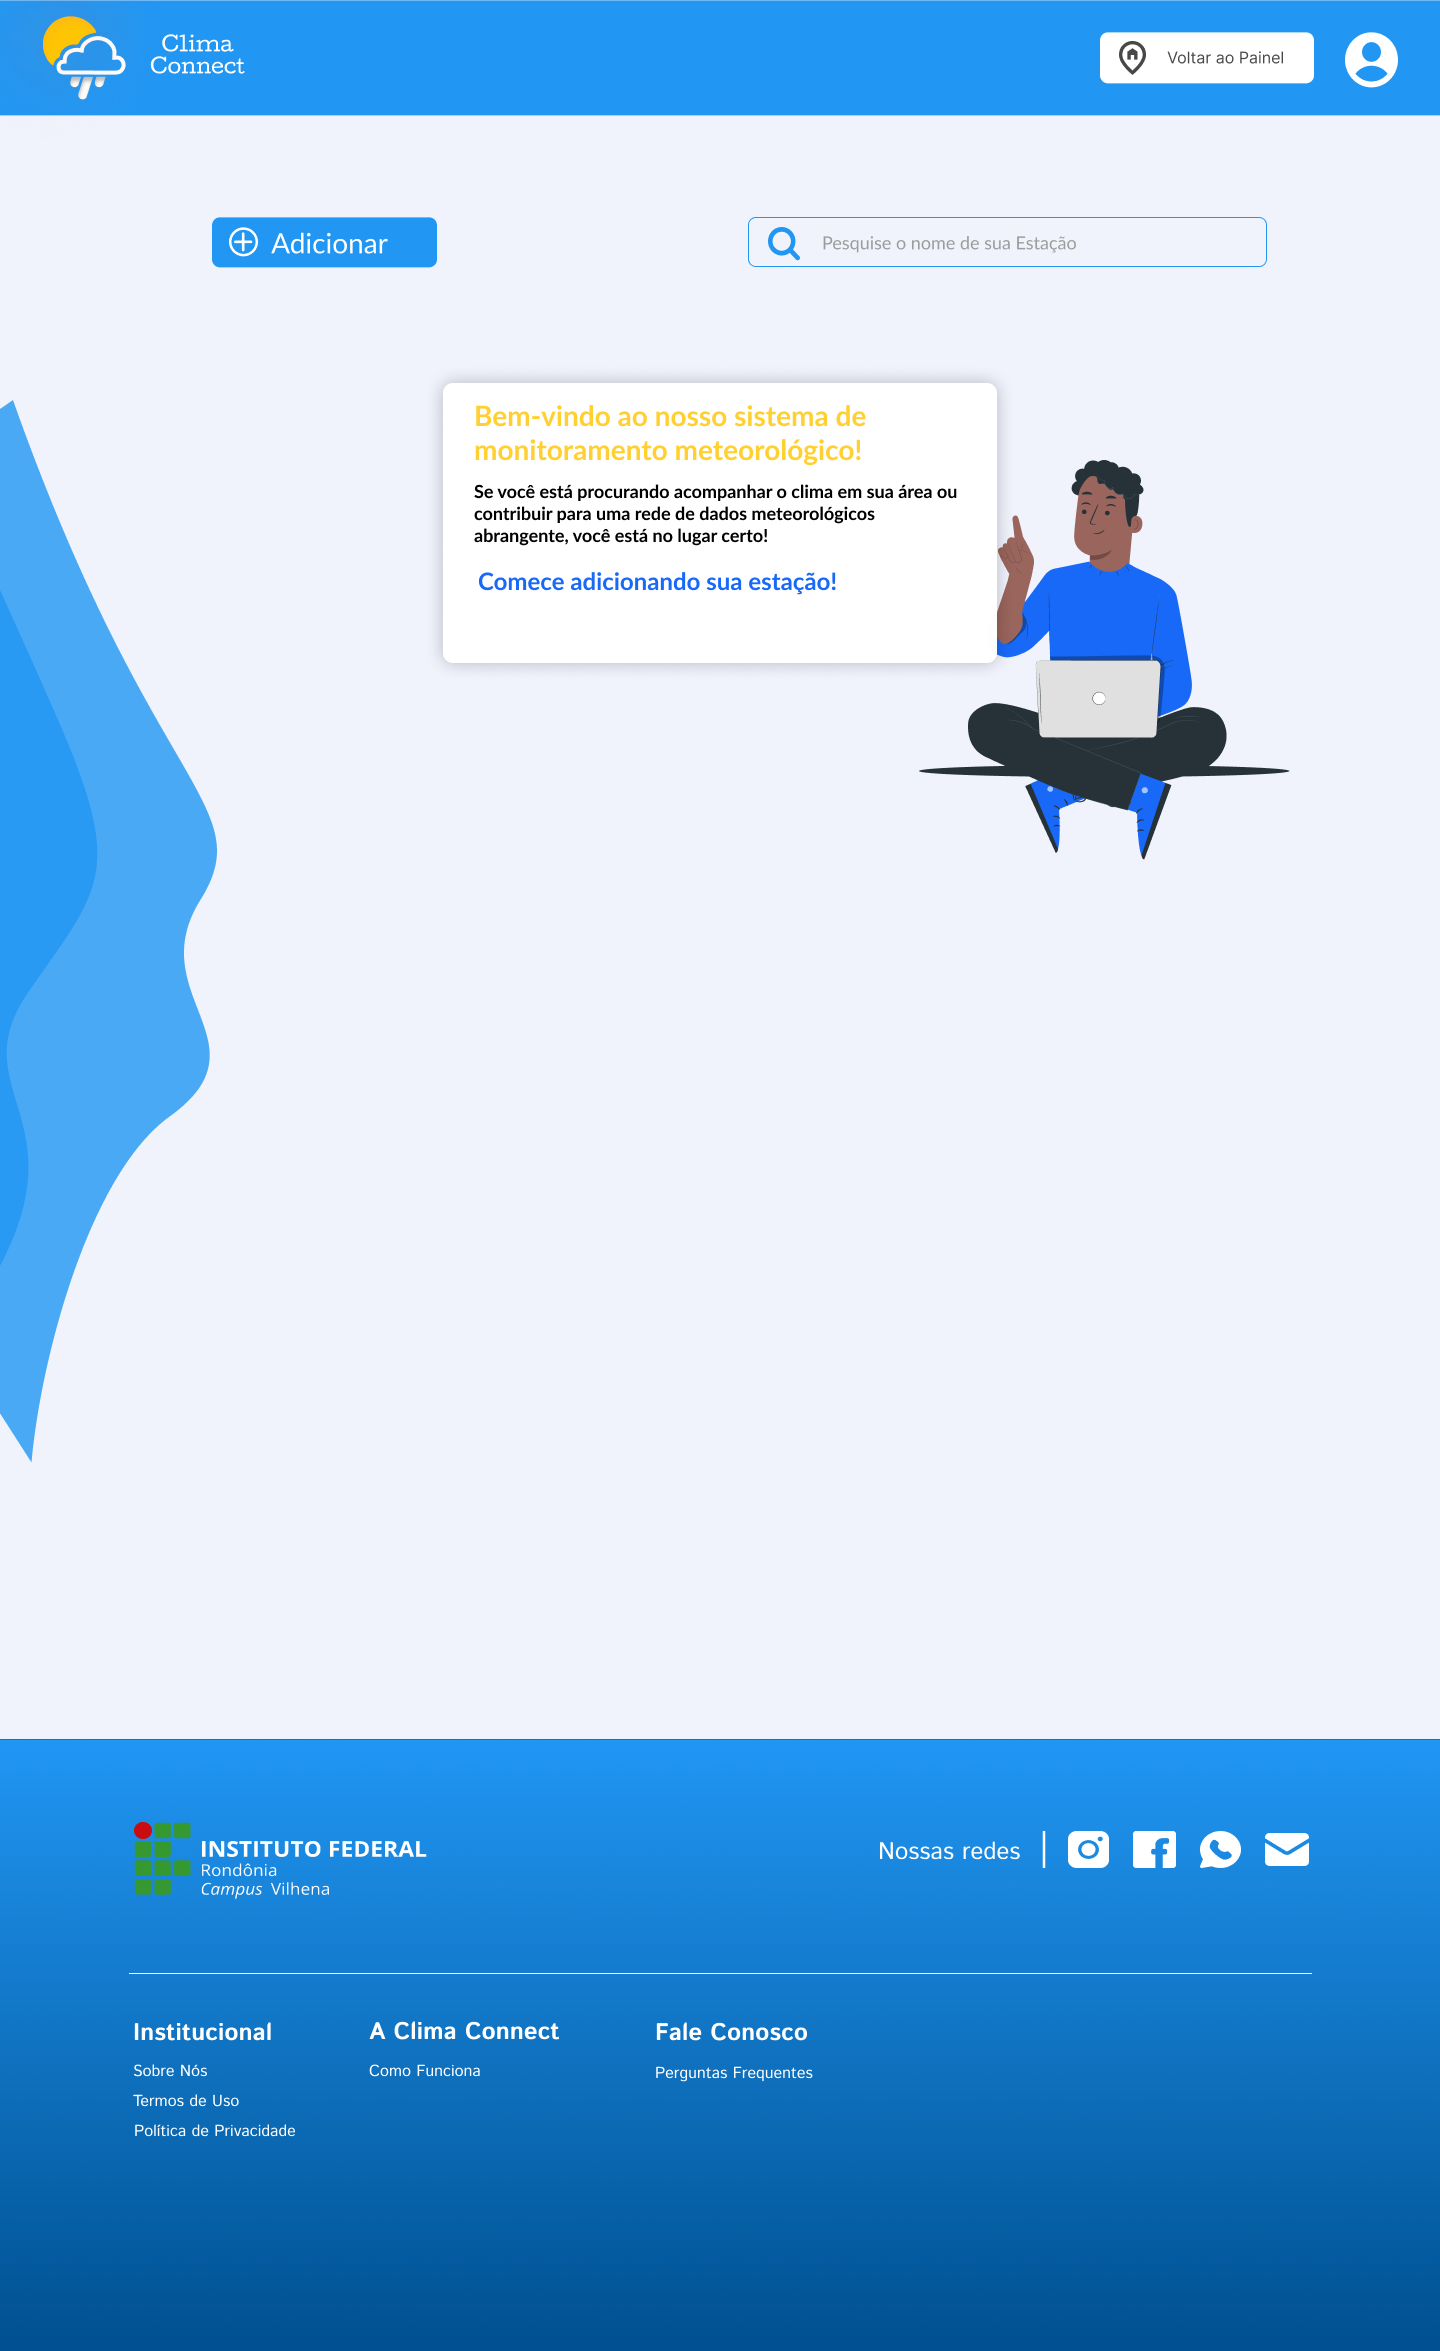 Clima
Connect
Voltar ao Painel
Adicionar
Pesquise o nome de sua Estação
Bem-vindo ao nosso sistema de
monitoramento meteorológico!
Se você está procurando acompanhar o clima em sua área ou
contribuir para uma rede de dados meteorológicos
abrangente, você está no lugar certo!
Comece adicionando sua estação!
INSTITUTO FEDERAL
Rondônia
Campus Vilhena
Nossas redes
Institucional
Sobre Nós
Termos de Uso
Política de Privacidade
A Clima Connect
Como Funciona
Fale Conosco
Perguntas Frequentes